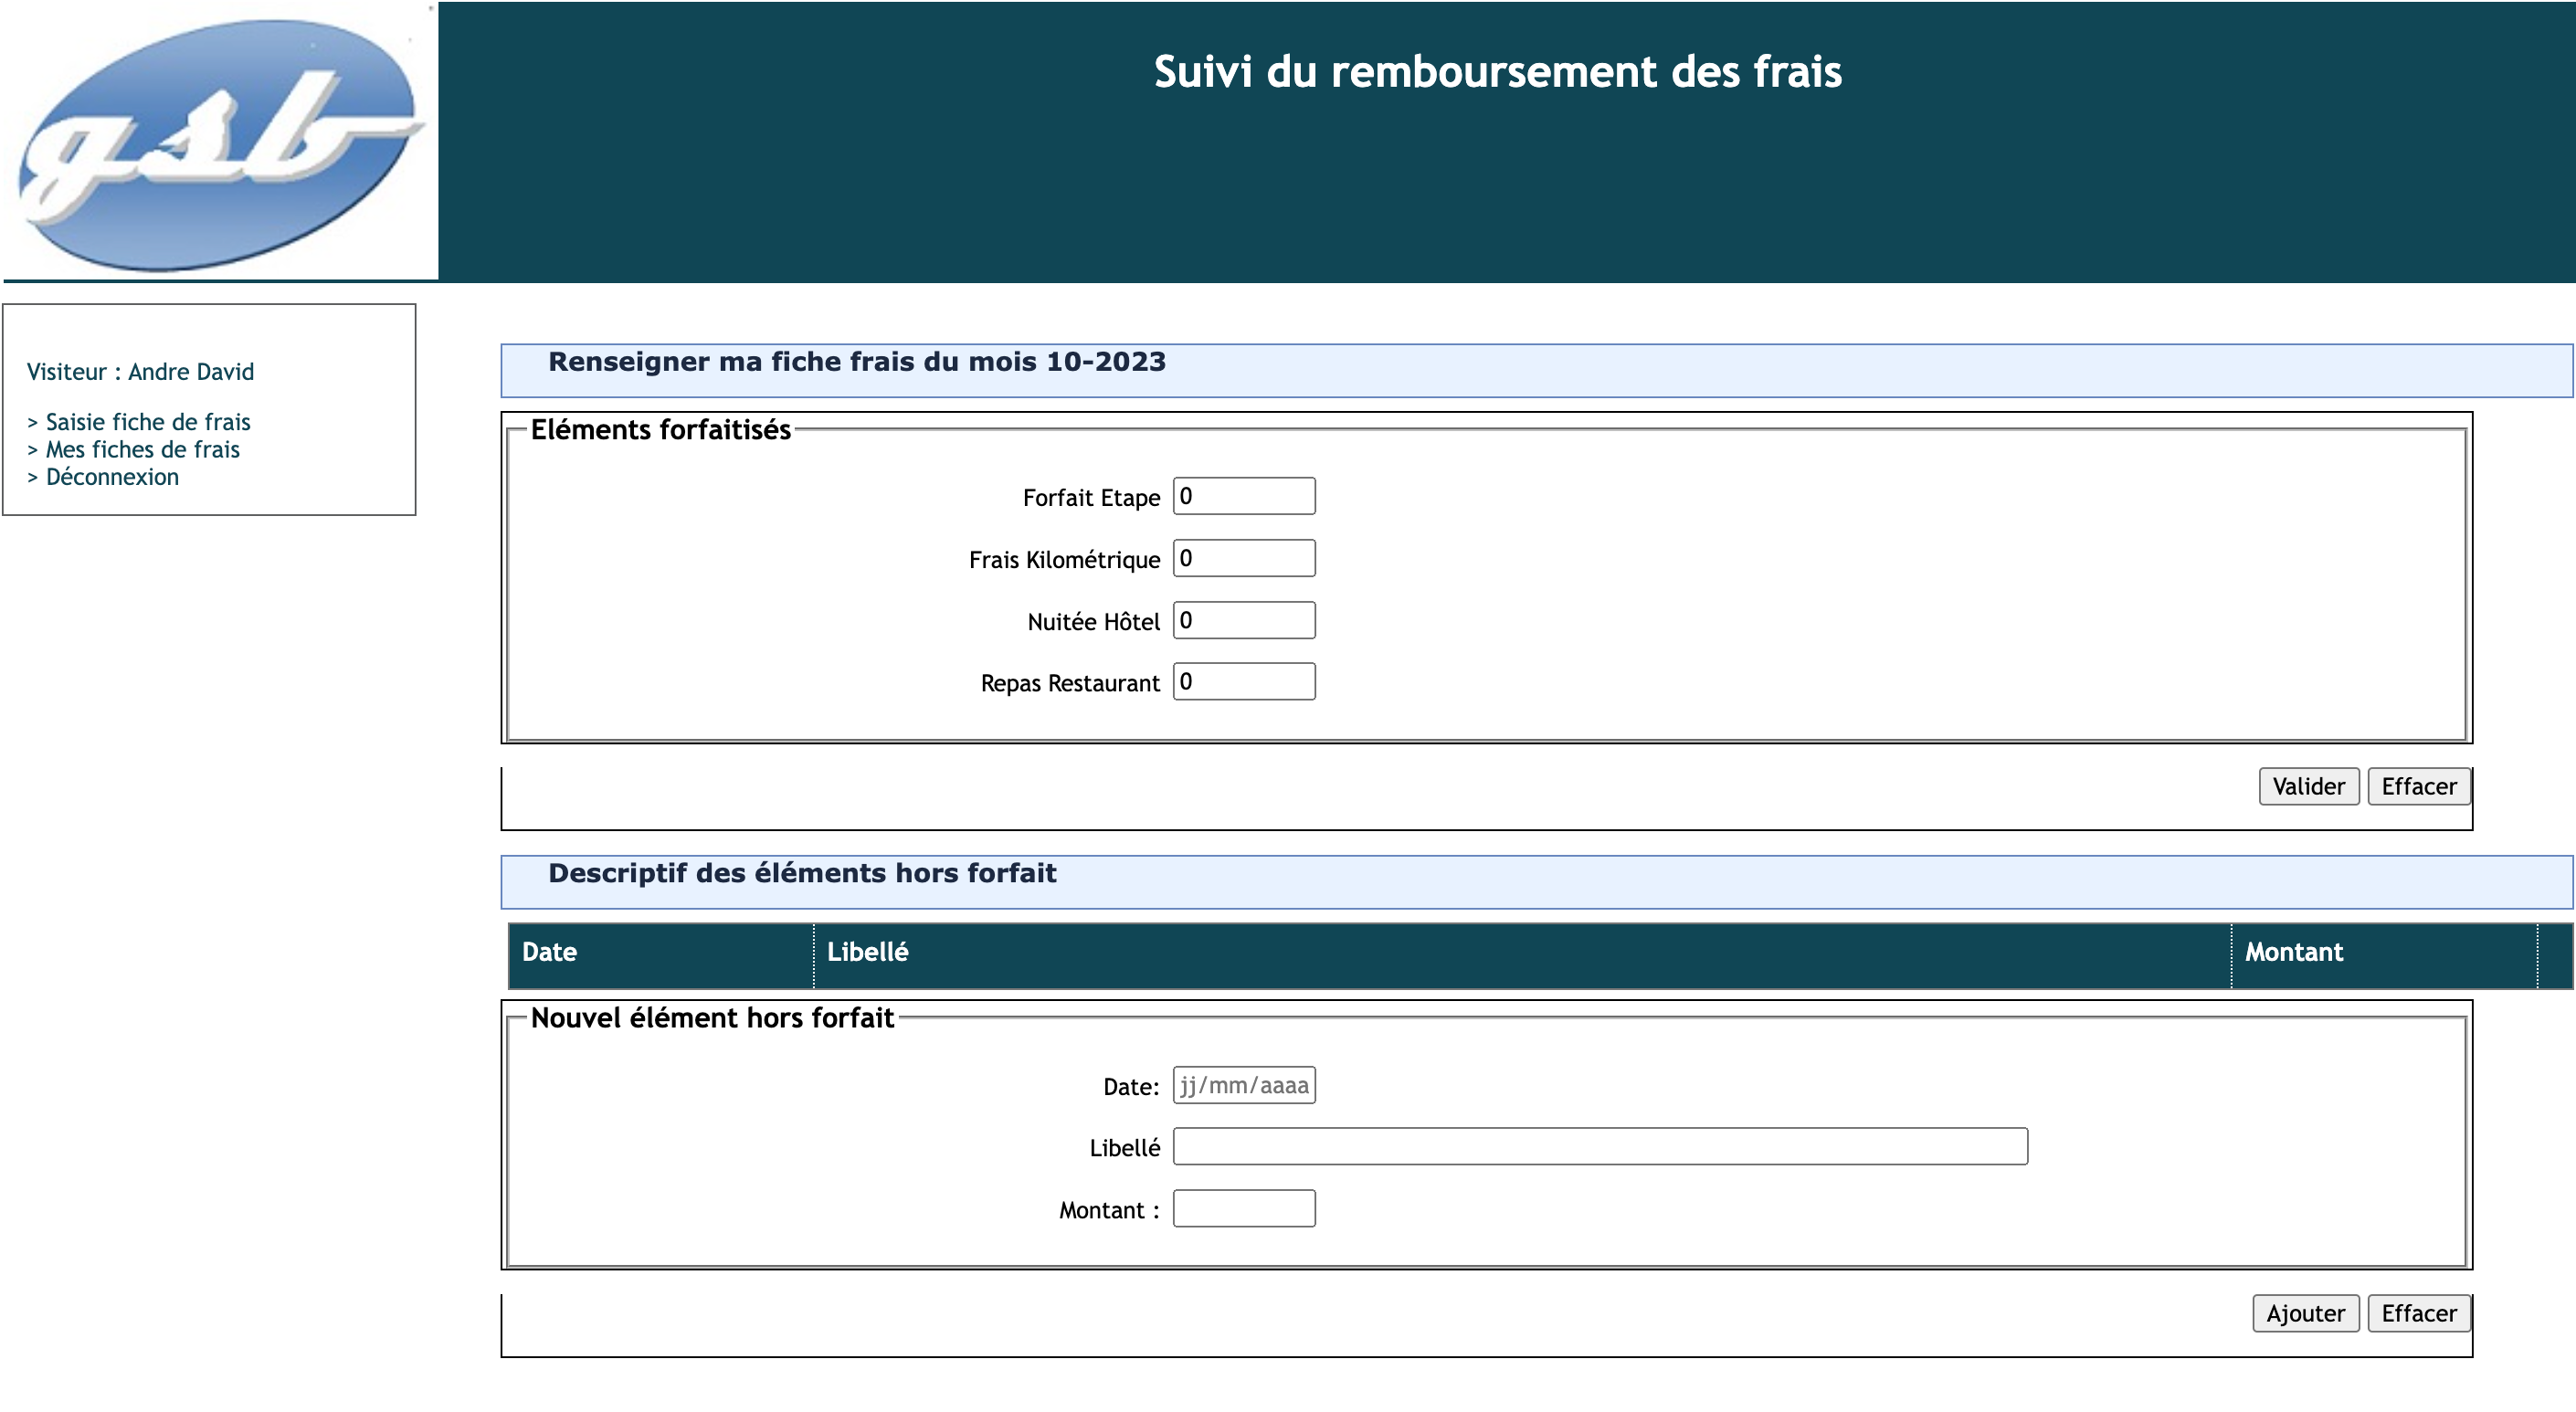 gsb
Suivi du remboursement des frais
Visiteur : Andre David
> Saisie fiche de frais
> Mes fiches de frais
> Déconnexion
Renseigner ma fiche frais du mois 10-2023
Eléments forfaitisés
Forfait Etape 0
Frais Kilométrique 0
Nuitée Hôtel 0
Repas Restaurant 0
Valider Effacer
Descriptif des éléments hors forfait
Date Libellé Montant
Nouvel élément hors forfait
Date: jj/mm/aaaa
Libellé
Montant :
Ajouter Effacer